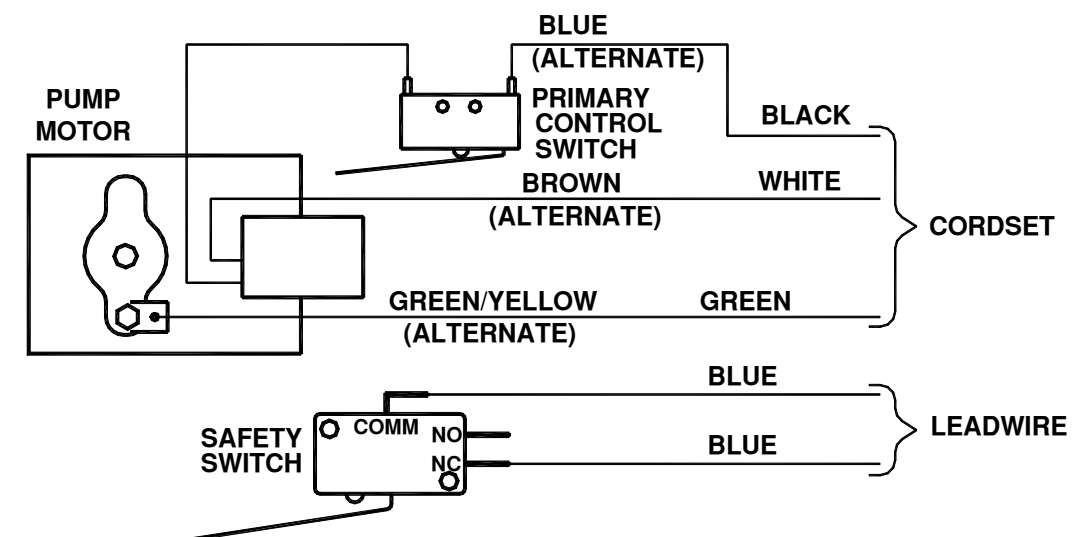 BLUE
(ALTERNATE)
PUMP
MOTOR
PRIMARY
CONTROL
SWITCH
BLACK
BROWN
(ALTERNATE)
WHITE
CORDSET
GREEN/YELLOW
(ALTERNATE)
GREEN
BLUE
SAFETY
SWITCH
COMM
NO
NC
BLUE
LEADWIRE